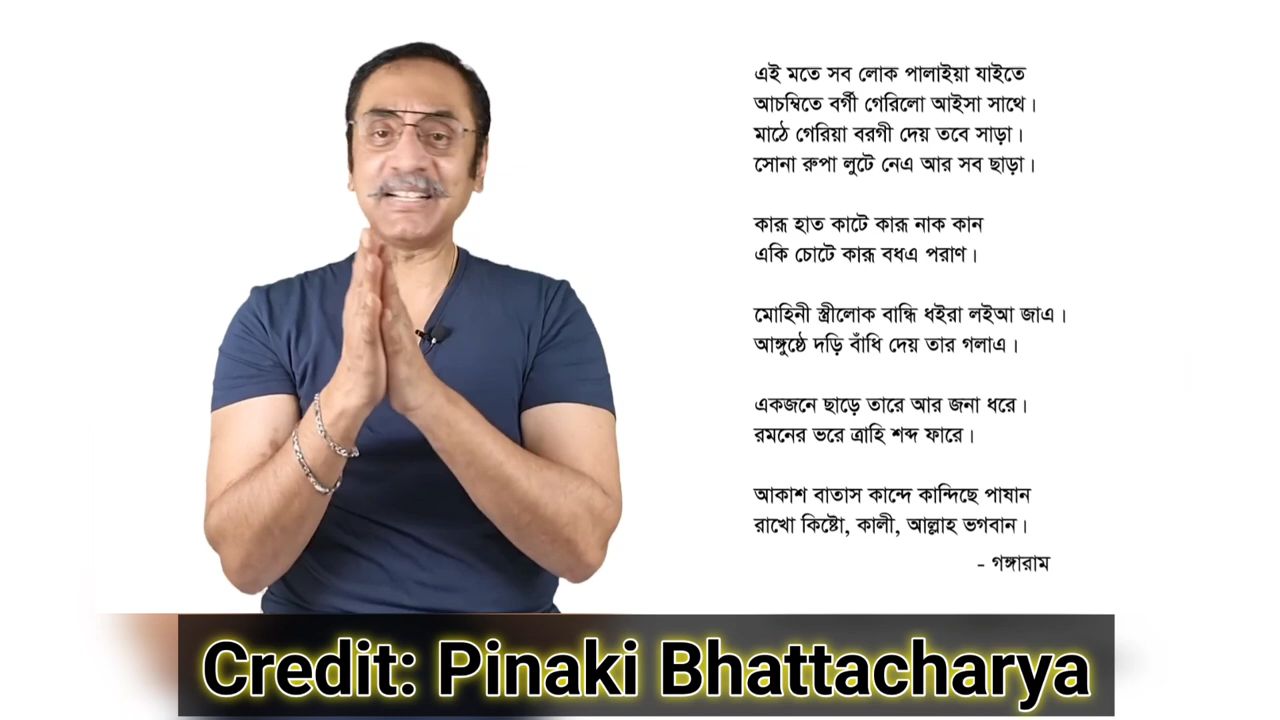 এই মতে সব লোক পালাইয়া যাইতে
আচম্বিতে বর্গী গেরিলো আইসা সাথে।
মাঠে গেরিয়া বরগী দেয় তবে সাড়া।
সোনা রুপা লুটে নেএ আর সব ছাড়া।
কারূ হাত কাটে কারূ নাক কান
একি চোটে কারূ বধএ পরাণ।
মোহিনী স্ত্রীলোক বান্ধি ধইরা লইআ জাএ।
আঙ্গুষ্ঠে দড়ি বাঁধি দেয় তার গলাএ।
একজনে ছাড়ে তারে আর জনা ধরে।
রমনের ভরে ত্রাহি শব্দ ফারে।
আকাশ বাতাস কান্দে কান্দিছে পাষান
রাখো কিষ্টো, কালী, আল্লাহ ভগবান।
- গঙ্গারাম
Credit: Pinaki Bhattacharya